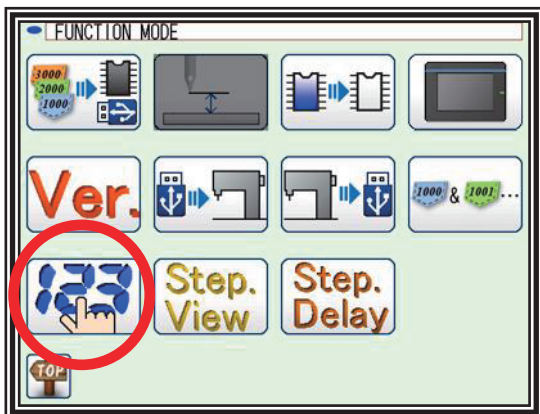 FUNCTION MODE
3000
2000
1000
Ver.
1000 & 1001...
123
Step.
View
Step.
Delay
TOP